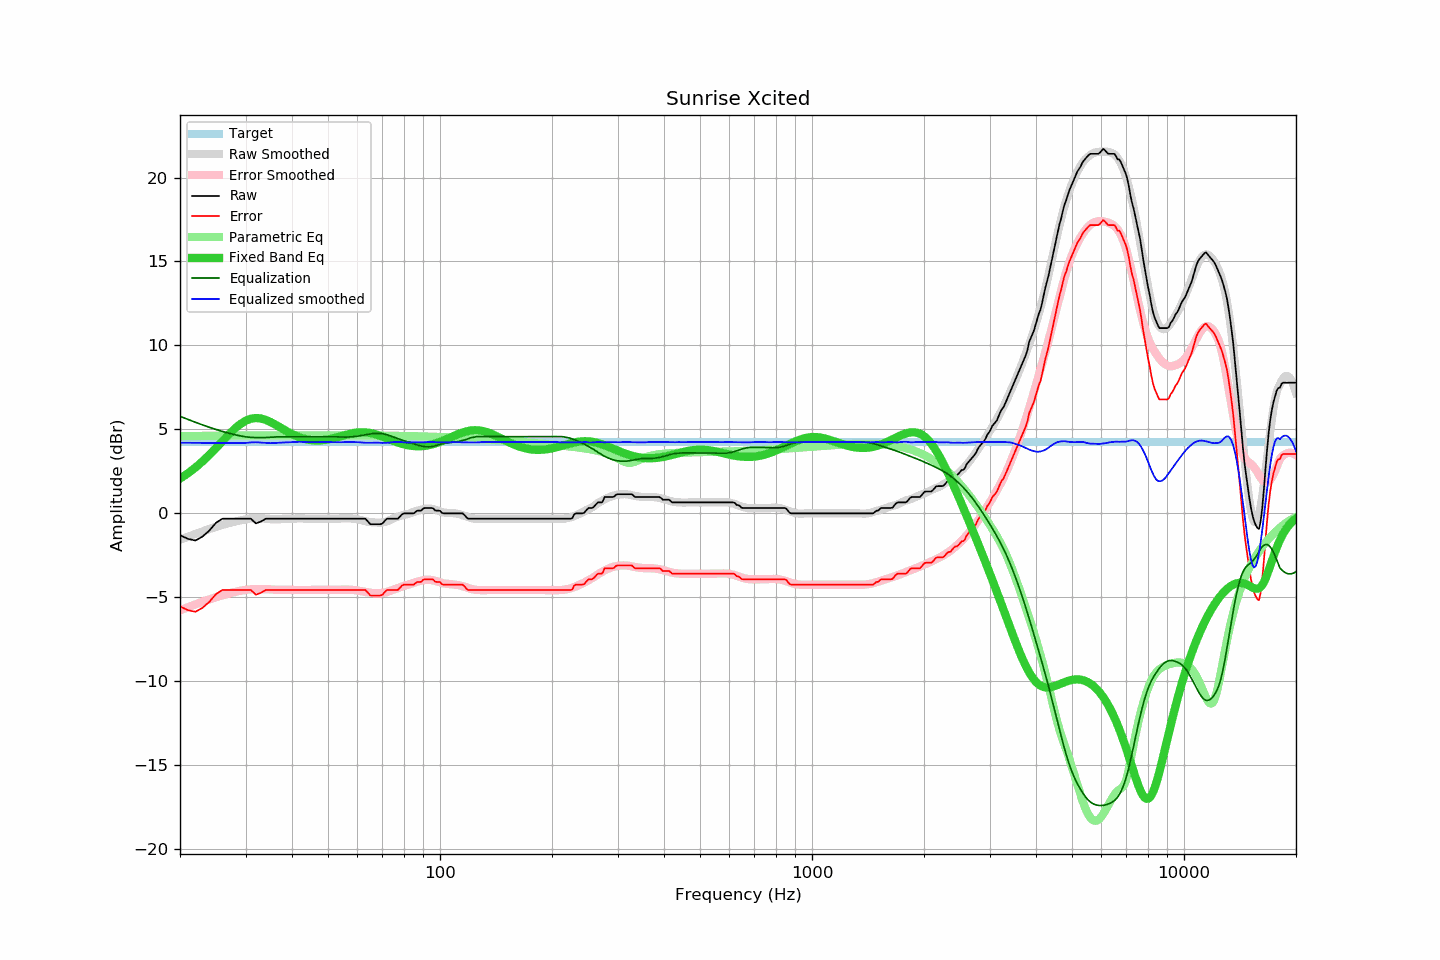 Sunrise Xcited
Target
Raw Smoothed
Error Smoothed
Raw
Error
Parametric Eq
Fixed Band Eq
Equalization
Equalized smoothed
20
15
10
5
0
−5
−10
−15
−20
Amplitude (dBr)
100
1000
10000
Frequency (Hz)